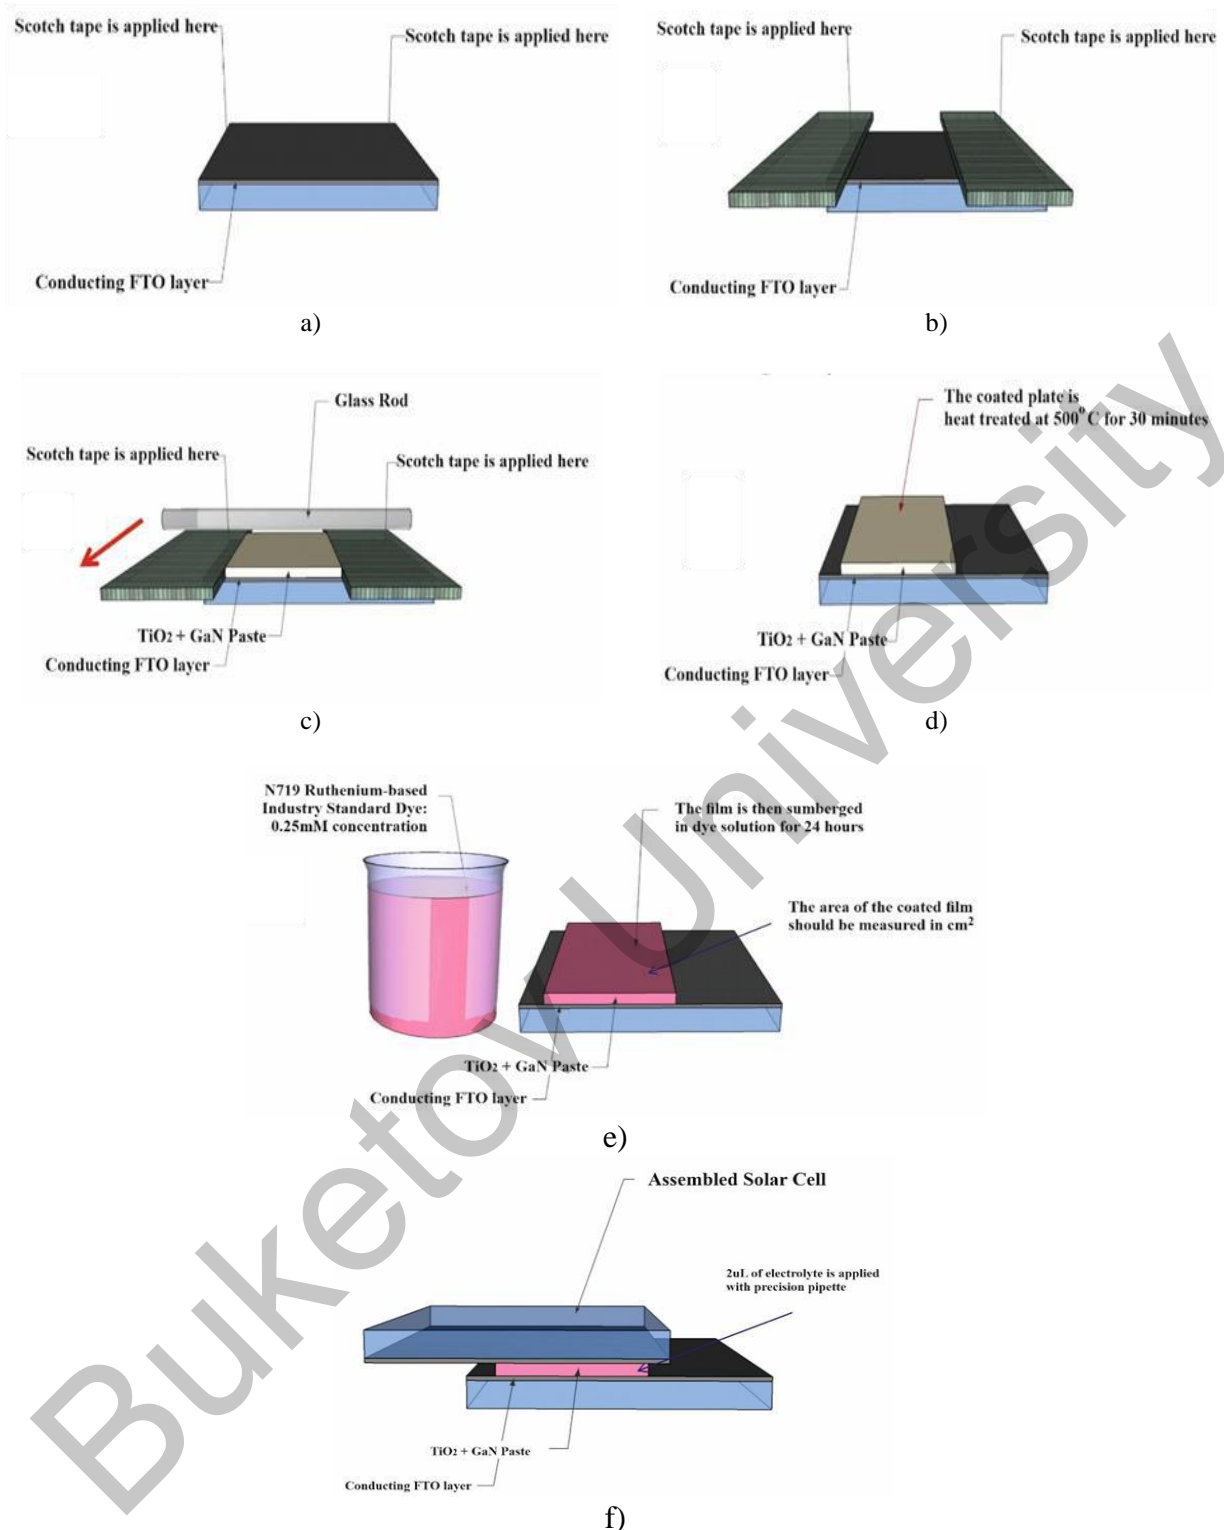 Scotch tape is applied here
Scotch tape is applied here
Conducting FTO layer
a)
Scotch tape is applied here
Scotch tape is applied here
Conducting FTO layer
b)
Glass Rod
Scotch tape is applied here
Scotch tape is applied here
TiO2 + GaN Paste
Conducting FTO layer
c)
The coated plate is
heat treated at 500°C for 30 minutes
TiO2 + GaN Paste
Conducting FTO layer
d)
N719 Ruthenium-based
Industry Standard Dye:
0.25mM concentration
The film is then sumberged
in dye solution for 24 hours
The area of the coated film
should be measured in cm²
TiO2 + GaN Paste
Conducting FTO layer
e)
Assembled Solar Cell
2uL of electrolyte is applied
with precision pipette
TiO2 + GaN Paste
Conducting FTO layer
f)
Buketov University